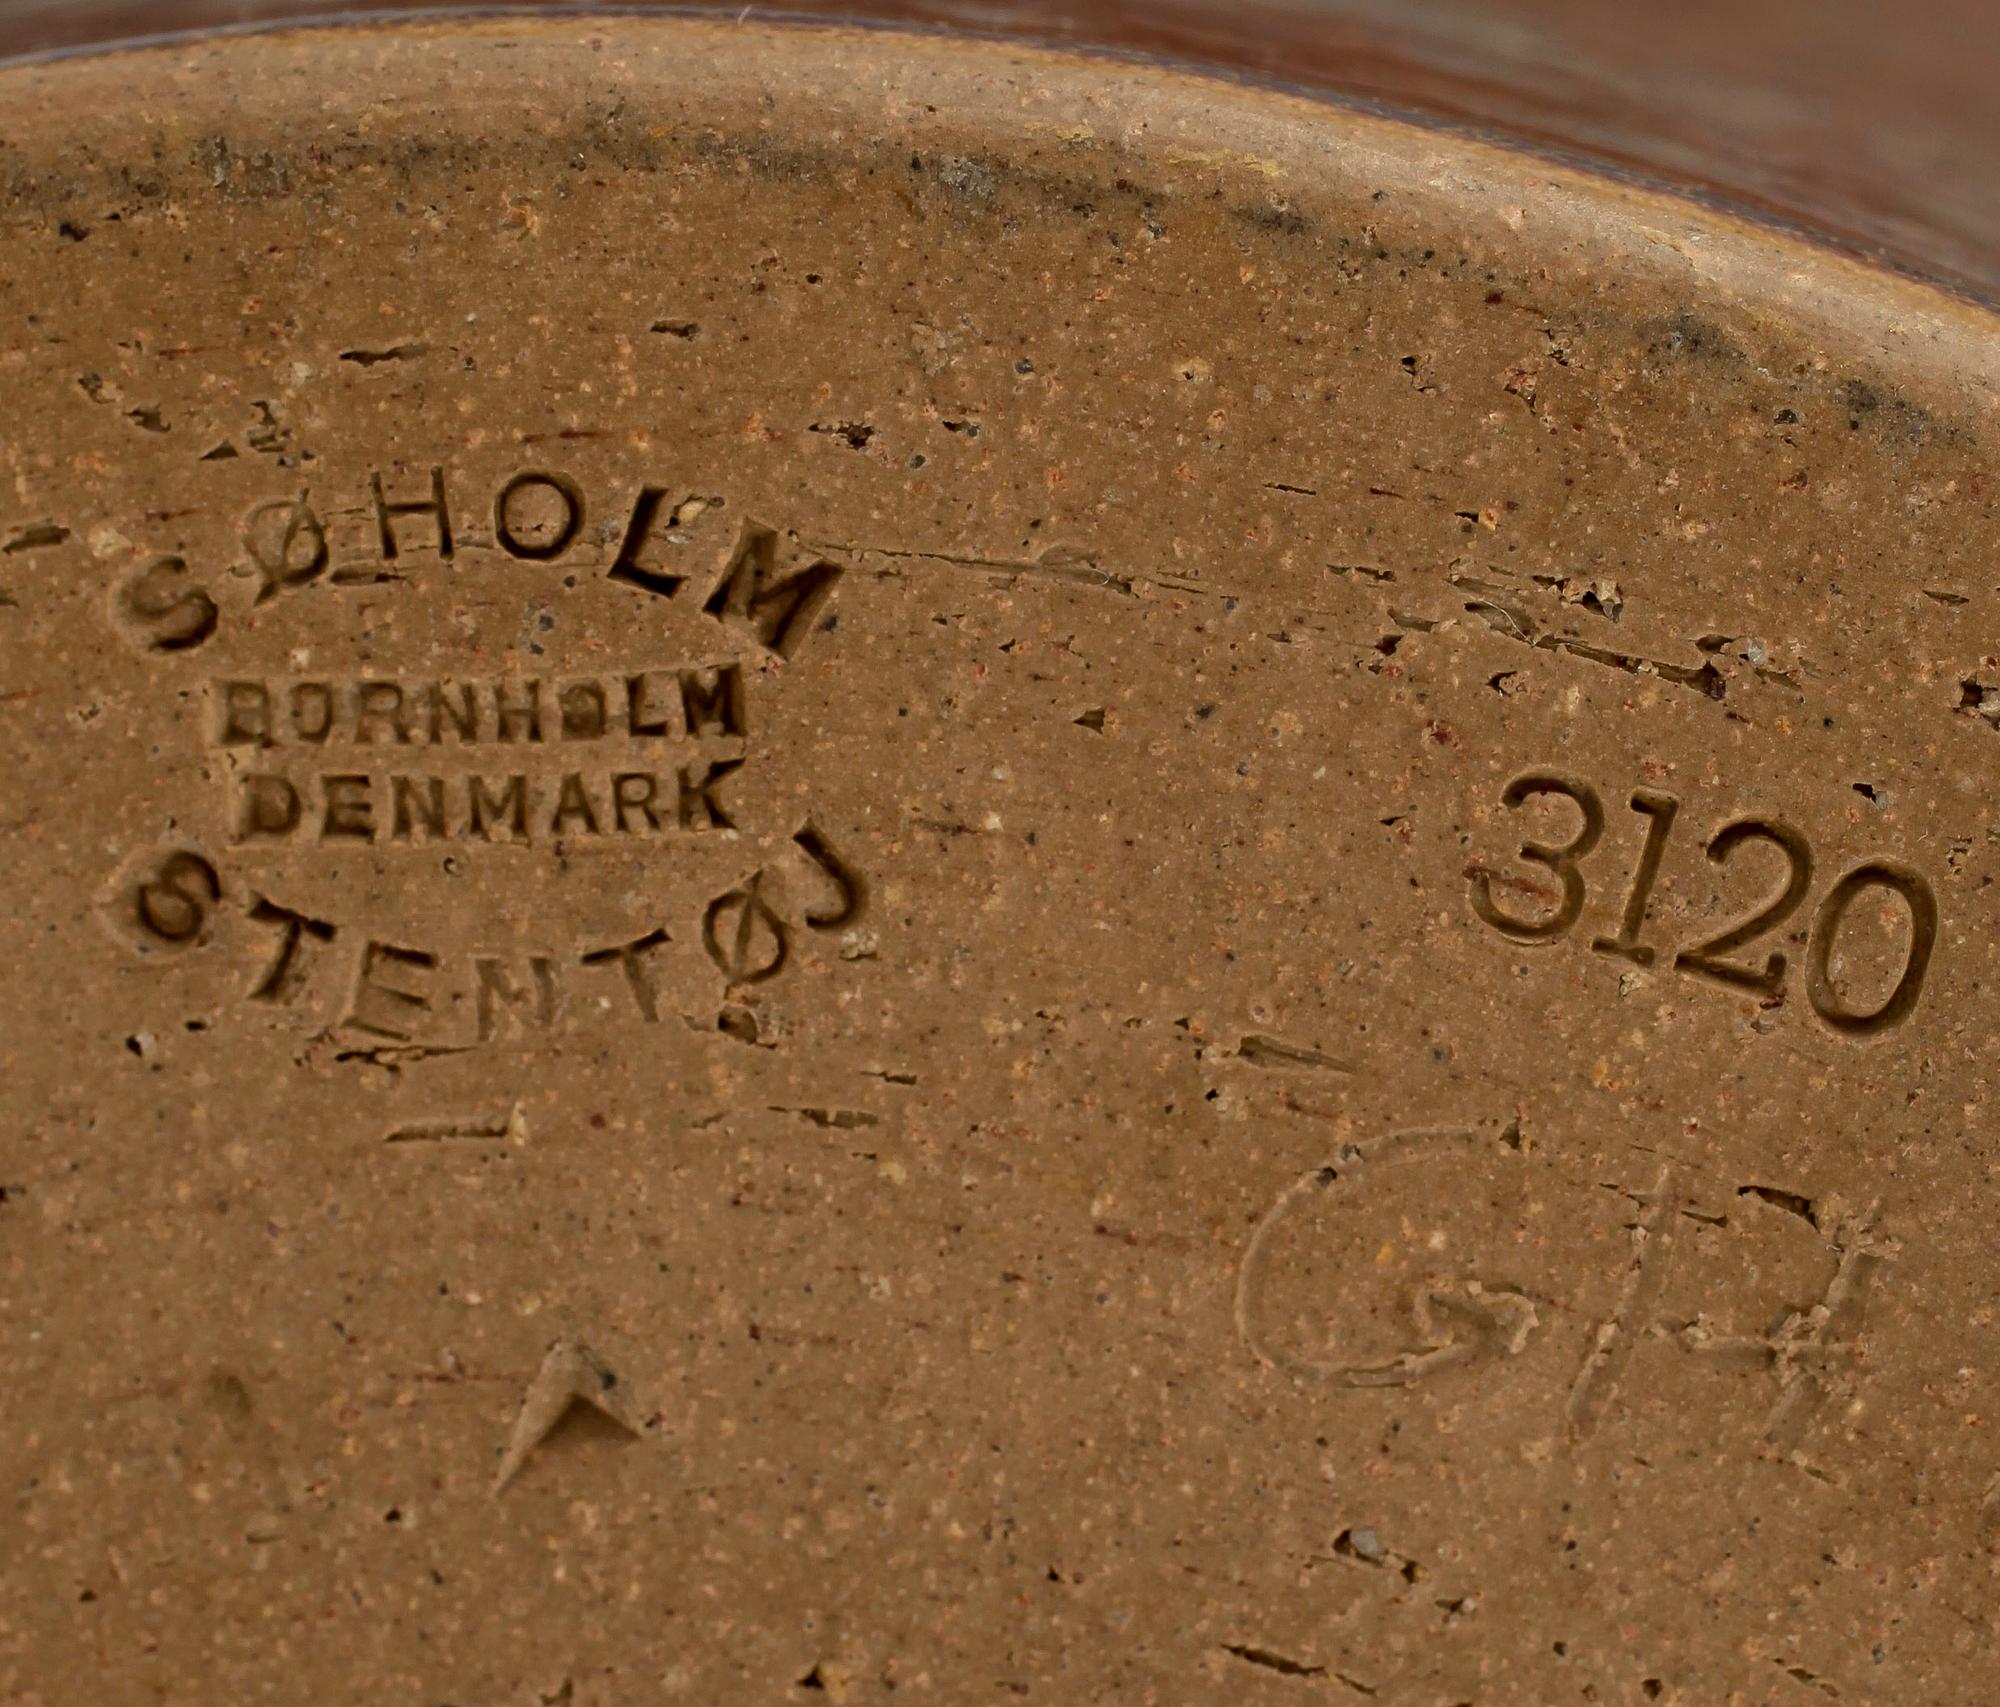 SØHOLM
BORNHOLM
DENMARK
STENTØJ
3120
GH